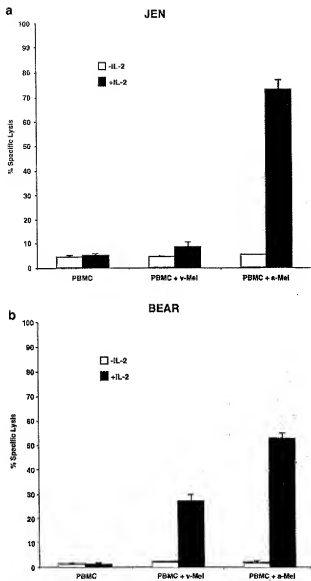 a
JEN
100
90
80
70
60
50
40
30
20
10
0
% Specific Lysis
-IL-2
+IL-2
PBMC
PBMC + v-Mel
PBMC + a-Mel
b
BEAR
100
90
80
70
60
50
40
30
20
10
0
% Specific Lysis
-IL-2
+IL-2
PBMC
PBMC + v-Mel
PBMC + a-Mel